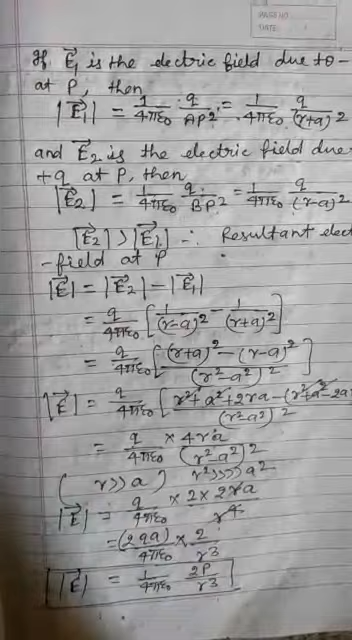 PAGE NO
DATE
If E⃗₁ is the electric field due to -
at P, then
|E⃗₁| = 1/4πε₀ · q/AP² = 1/4πε₀ q/(r+a)²
and E⃗₂ is the electric field due
+q at P, then
|E⃗₂| = 1/4πε₀ · q/BP² = 1/4πε₀ q/(r-a)²
|E⃗₂| > |E⃗₁| ∴ Resultant elect
-field at P
|E⃗| = |E⃗₂| - |E⃗₁|
= q/4πε₀ [1/(r-a)² - 1/(r+a)²]
= q/4πε₀ [((r+a)² - (r-a)²)/(r²-a²)²]
|E⃗| = q/4πε₀ [(r²+a²+2ra-(r²+a²-2a)/(r²-a²)²
= q/4πε₀ × 4ra/(r²-a²)²
(r>>a) r²>>>>a²
|E⃗| = q/4πε₀ × 2×2ra/r⁴
= (2qa)/4πε₀ × 2/r³
|E⃗| = 1/4πε₀ 2P/r³